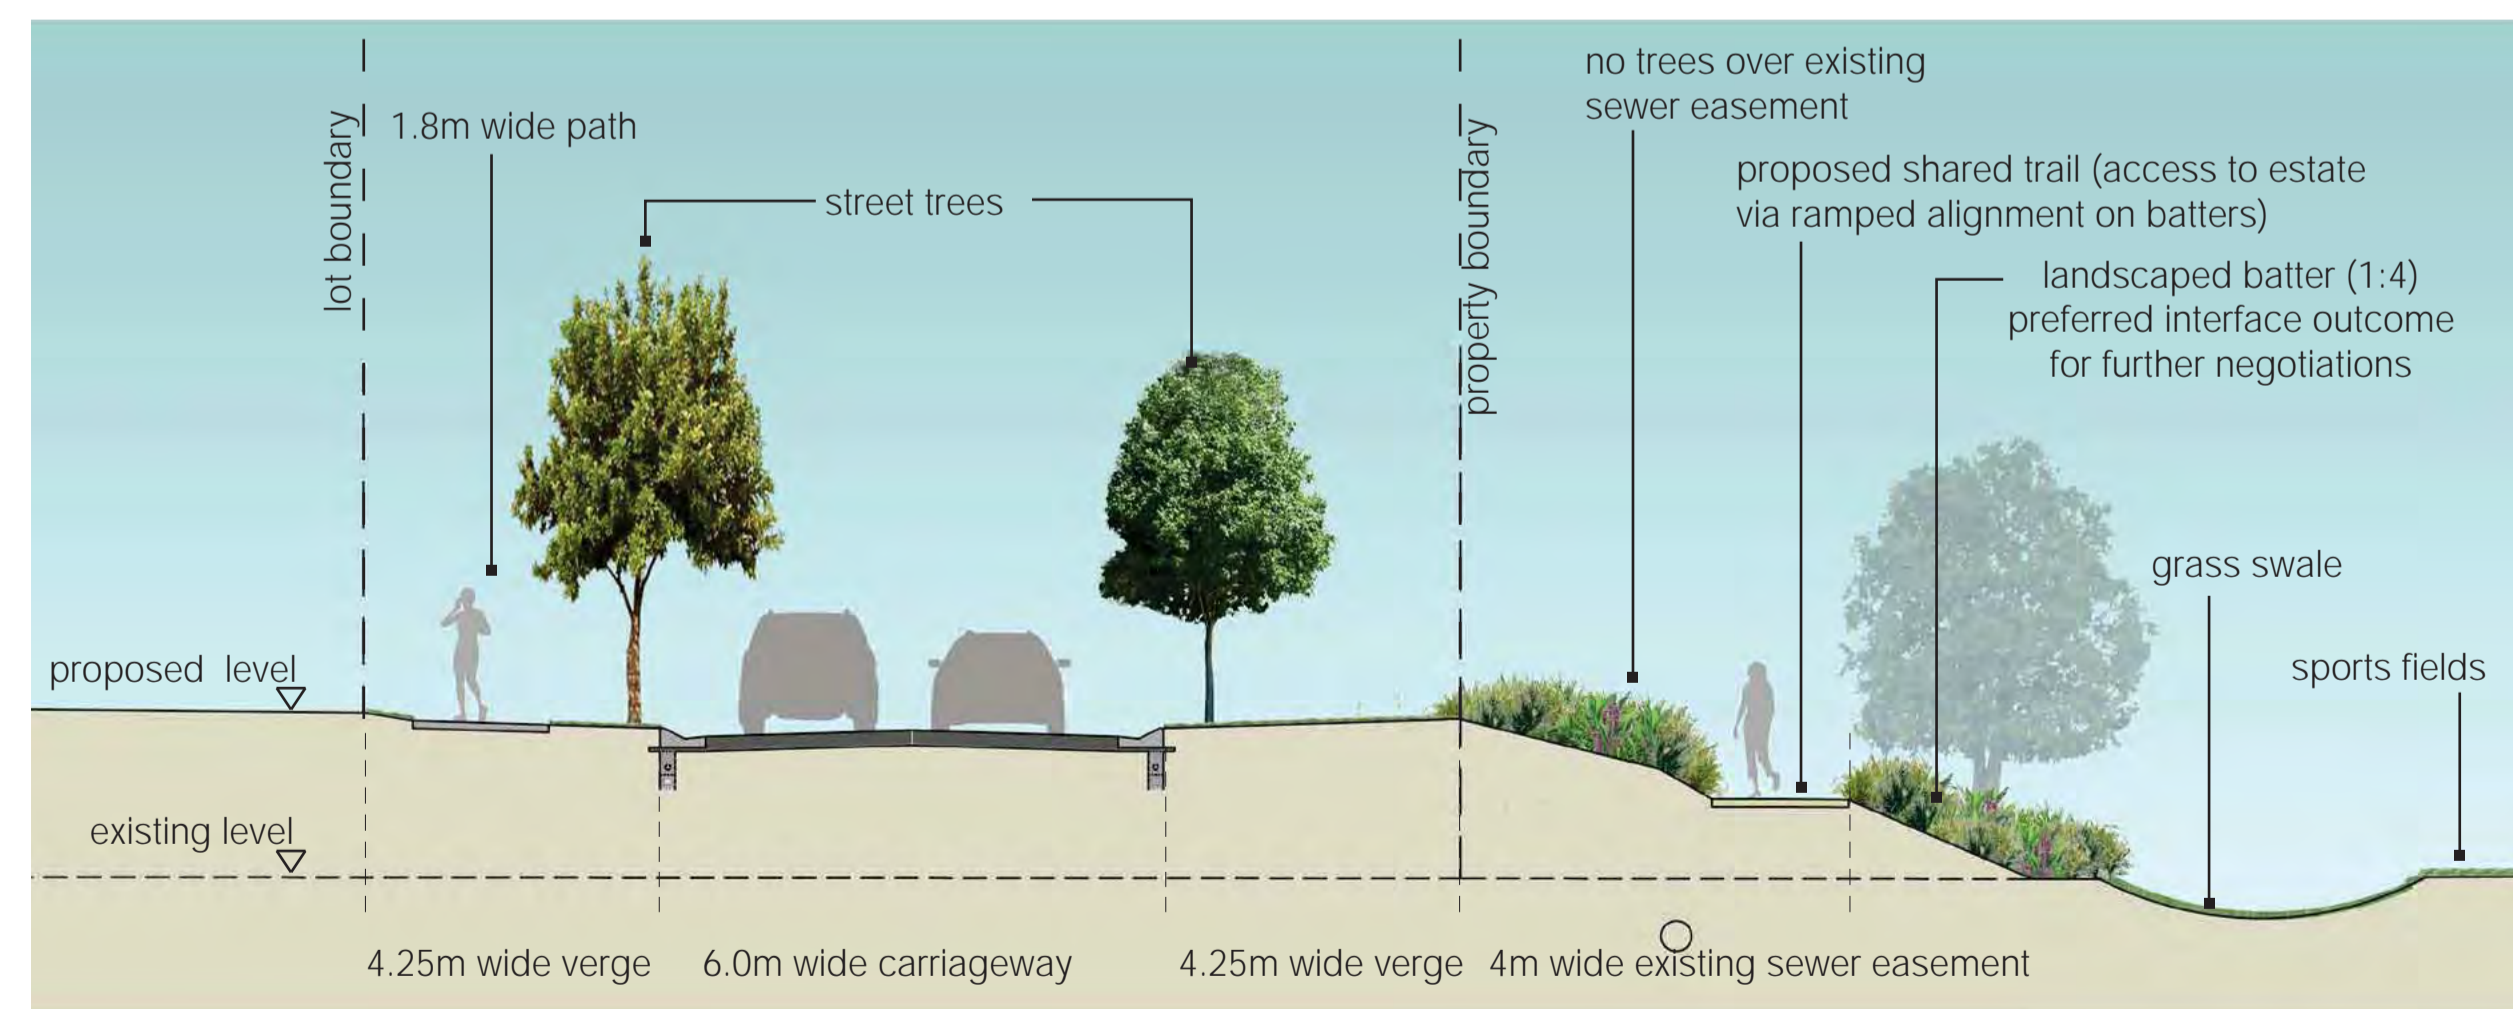 no trees over existing
sewer easement
lot boundary
1.8m wide path
property boundary
proposed shared trail (access to estate
via ramped alignment on batters)
street trees
landscaped batter (1:4)
preferred interface outcome
for further negotiations
grass swale
proposed level
sports fields
existing level
4.25m wide verge
6.0m wide carriageway
4.25m wide verge
4m wide existing sewer easement